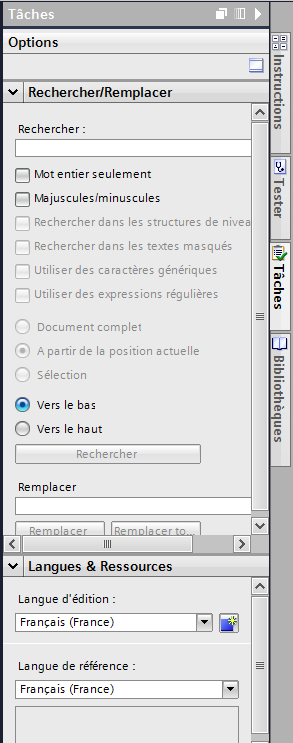 Tâches
Options
Rechercher/Remplacer
Rechercher :
Mot entier seulement
Majuscules/minuscules
Rechercher dans les structures de nivea
Rechercher dans les textes masqués
Utiliser des caractères génériques
Utiliser des expressions régulières
Document complet
A partir de la position actuelle
Sélection
Vers le bas
Vers le haut
Rechercher
Remplacer
Remplacer
Remplacer to...
Langues & Ressources
Langue d'édition :
Français (France)
Langue de référence :
Français (France)
Instructions
Tester
Tâches
Bibliothèques